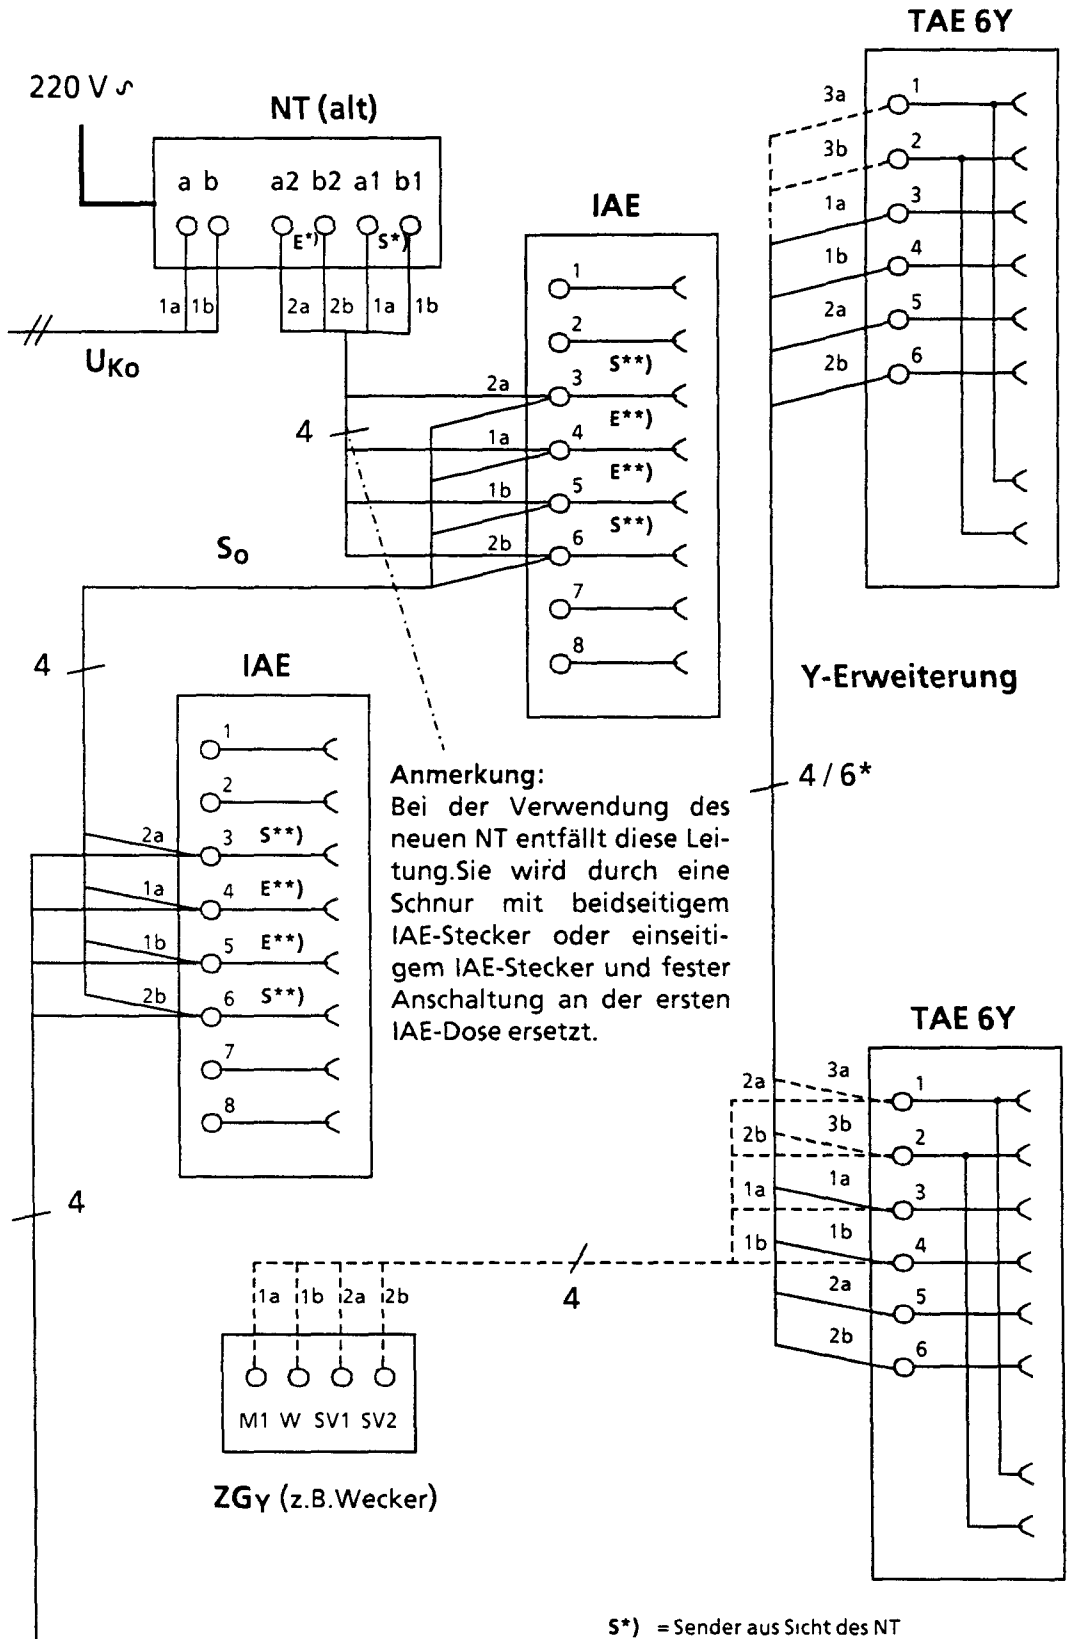 TAE 6Y
220 V ~
NT (alt)
a b a2 b2 a1 b1
E*) S*)
1a 1b 2a 2b 1a 1b
UKo
IAE
1
2
S**)
2a 3
E**)
4
1a 4
E**)
1b 5
S**)
2b 6
7
8
So
3a 1
3b 2
1a 3
1b 4
2a 5
2b 6
Y-Erweiterung
4 / 6*
4
IAE
1
2
2a 3 S**)
1a 4 E**)
1b 5 E**)
2b 6 S**)
7
8
4
Anmerkung:
Bei der Verwendung des
neuen NT entfällt diese Lei-
tung.Sie wird durch eine
Schnur mit beidseitigem
IAE-Stecker oder einseiti-
gem IAE-Stecker und fester
Anschaltung an der ersten
IAE-Dose ersetzt.
TAE 6Y
2a 3a 1
2b 3b 2
1a 1a 3
1b 1b 4
2a 5
2b 6
4
1a 1b 2a 2b
M1 W SV1 SV2
ZGY (z.B.Wecker)
S*) = Sender aus Sicht des NT